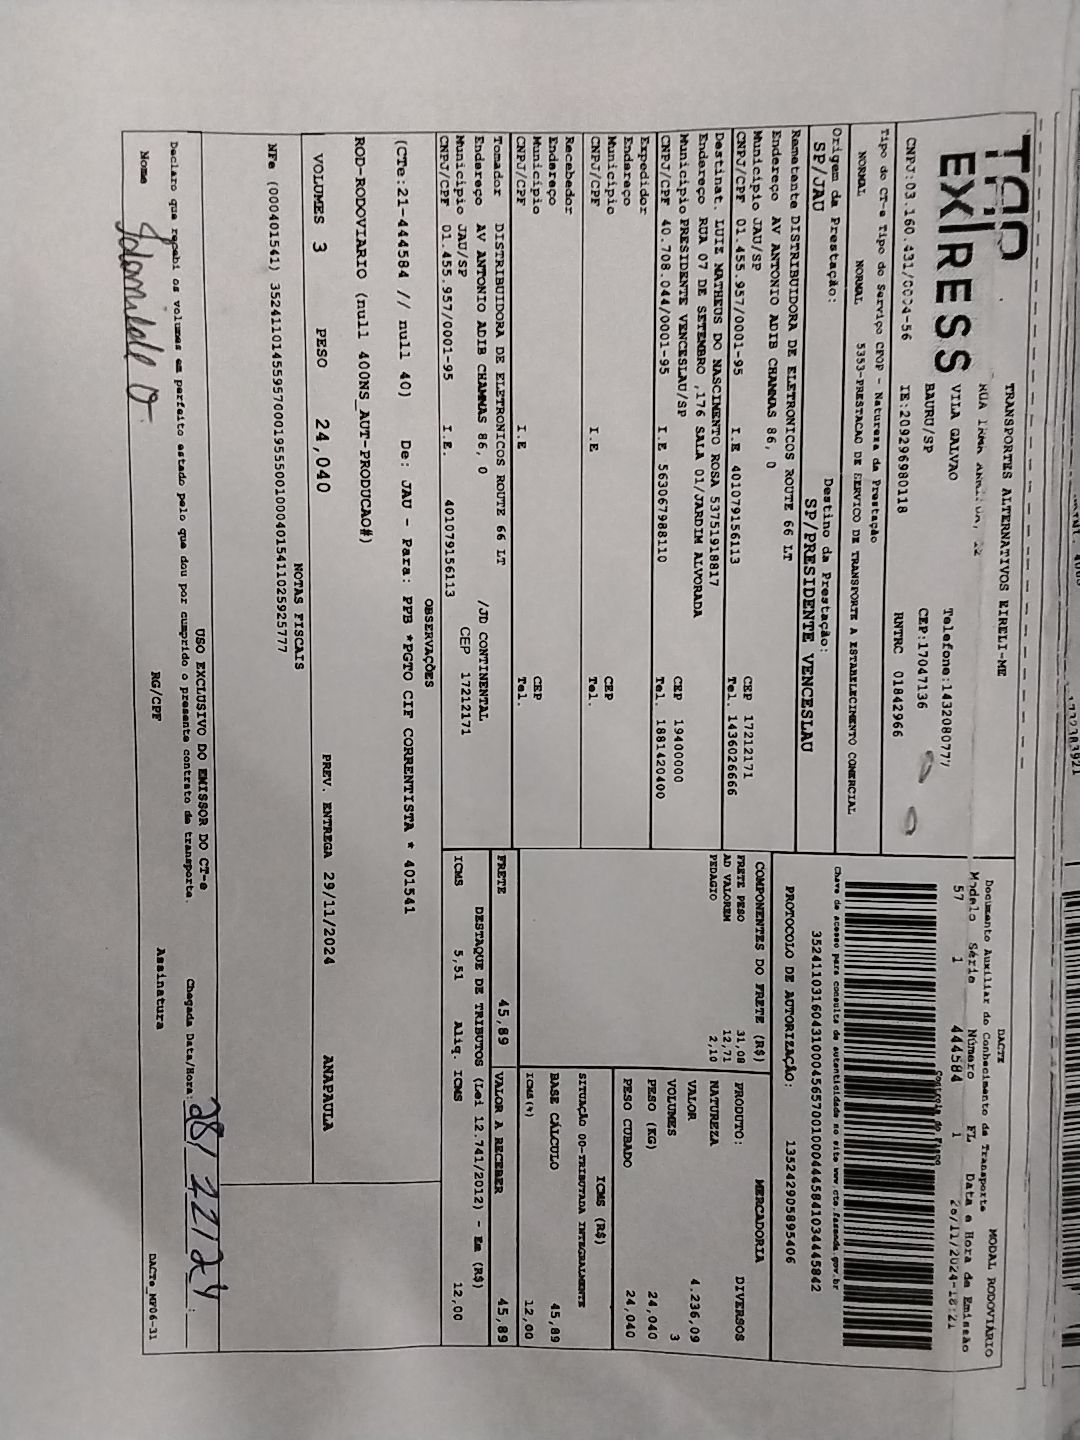 TAP
EX|RESS
TRANSPORTES ALTERNATIVOS EIRELI-ME
VILA GALVAO
BAURU/SP
Telefone:1432080777
CEP:17047136
CNPJ:03.160.431/0004-56
IE:209296980118
RNTRC 01842966
Tipo do CT-e Tipo do Serviço CFOP - Natureza da Prestação
NORMAL NORMAL 5353-PRESTACAO DE SERVICO DE TRANSPORTE A ESTABELECIMENTO COMERCIAL
Origem da Prestação: Destino da Prestação:
SP/JAU SP/PRESIDENTE VENCESLAU
Remetente DISTRIBUIDORA DE ELETRONICOS ROUTE 66 LT
Endereço AV ANTONIO ADIB CHAMMAS 86, 0
Município JAU/SP CEP 17212171
CNPJ/CPF 01.455.957/0001-95 I.E 401079156113 Tel. 1436026666
Destinat. LUIZ MATHEUS DO NASCIMENTO ROSA 53751918817
Endereço RUA 07 DE SETEMBRO ,176 SALA 01/JARDIM ALVORADA
Município PRESIDENTE VENCESLAU/SP CEP 19400000
CNPJ/CPF 40.708.044/0001-95 I.E 563067988110 Tel. 1881420400
Expedidor
Endereço
Município CEP
CNPJ/CPF I.E Tel.
Recebedor
Endereço
Município CEP
CNPJ/CPF I.E Tel.
Tomador DISTRIBUIDORA DE ELETRONICOS ROUTE 66 LT
Endereço AV ANTONIO ADIB CHAMMAS 86, 0 /JD CONTINENTAL
Município JAU/SP CEP 17212171
CNPJ/CPF 01.455.957/0001-95 I.E. 401079156113
DACTE MODAL RODOVIÁRIO
Documento Auxiliar do Conhecimento de Transporte
Modelo Série Número FL Data e Hora da Emissão
57 1 444584 1 28/11/2024-18:21
Controle do Fisco
Chave de acesso para consulta de autenticidade no site www.cte.fazenda.gov.br
35241103160431000456570010004445841034445842
PROTOCOLO DE AUTORIZAÇÃO: 135242905895406
COMPONENTES DO FRETE (R$)
FRETE PESO 31,08
AD VALOREM 12,71
PEDAGIO 2,10
MERCADORIA
PRODUTO: DIVERSOS
NATUREZA
VALOR 4.236,09
VOLUMES 3
PESO (KG) 24,040
PESO CUBADO 24,040
ICMS (R$)
SITUAÇÃO 00-TRIBUTADA INTEGRALMENTE
BASE CÁLCULO 45,89
ICMS(%) 12,00
FRETE 45,89 VALOR A RECEBER 45,89
DESTAQUE DE TRIBUTOS (Lei 12.741/2012) - Em (R$)
ICMS 5,51 Aliq. ICMS 12,00
OBSERVAÇÕES
(CTe:21-444584 // null 40) De: JAU - Para: PPB *PGTO CIF CORRENTISTA * 401541
ROD-RODOVIARIO (null 400NS_AUT-PRODUCAO#)
VOLUMES 3 PESO 24,040 PREV. ENTREGA 29/11/2024 ANAPAULA
NOTAS FISCAIS
NFe (000401541) 35241101455957000195550010004015411025925777
USO EXCLUSIVO DO EMISSOR DO CT-e
Declaro que recebi os volumes em perfeito estado pelo que dou por cumprido o presente contrato de transporte. Chegada Data/Hora:
Nome RG/CPF Assinatura
DACTe_MF06-31